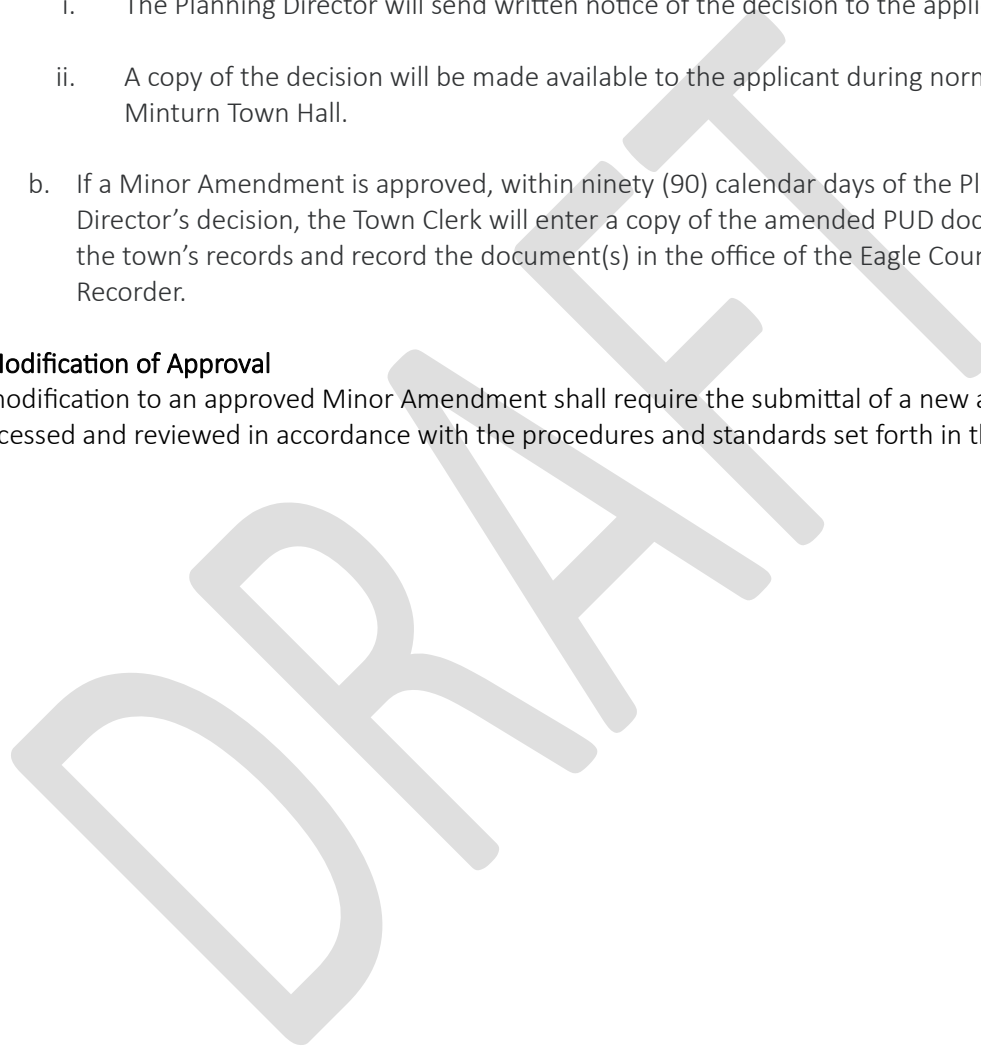 i. The Planning Director will send written notice of the decision to the appli
ii. A copy of the decision will be made available to the applicant during norm
Minturn Town Hall.
b. If a Minor Amendment is approved, within ninety (90) calendar days of the Pl
Director’s decision, the Town Clerk will enter a copy of the amended PUD doc
the town’s records and record the document(s) in the office of the Eagle Cour
Recorder.
Modification of Approval
modification to an approved Minor Amendment shall require the submittal of a new a
cessed and reviewed in accordance with the procedures and standards set forth in th
DRAFT